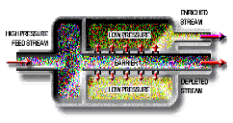 ENRICHED
STREAM
HIGH PRESSURE
FEED STREAM
LOW PRESSURE
BARRIER
LOW PRESSURE
DEPLETED
STREAM